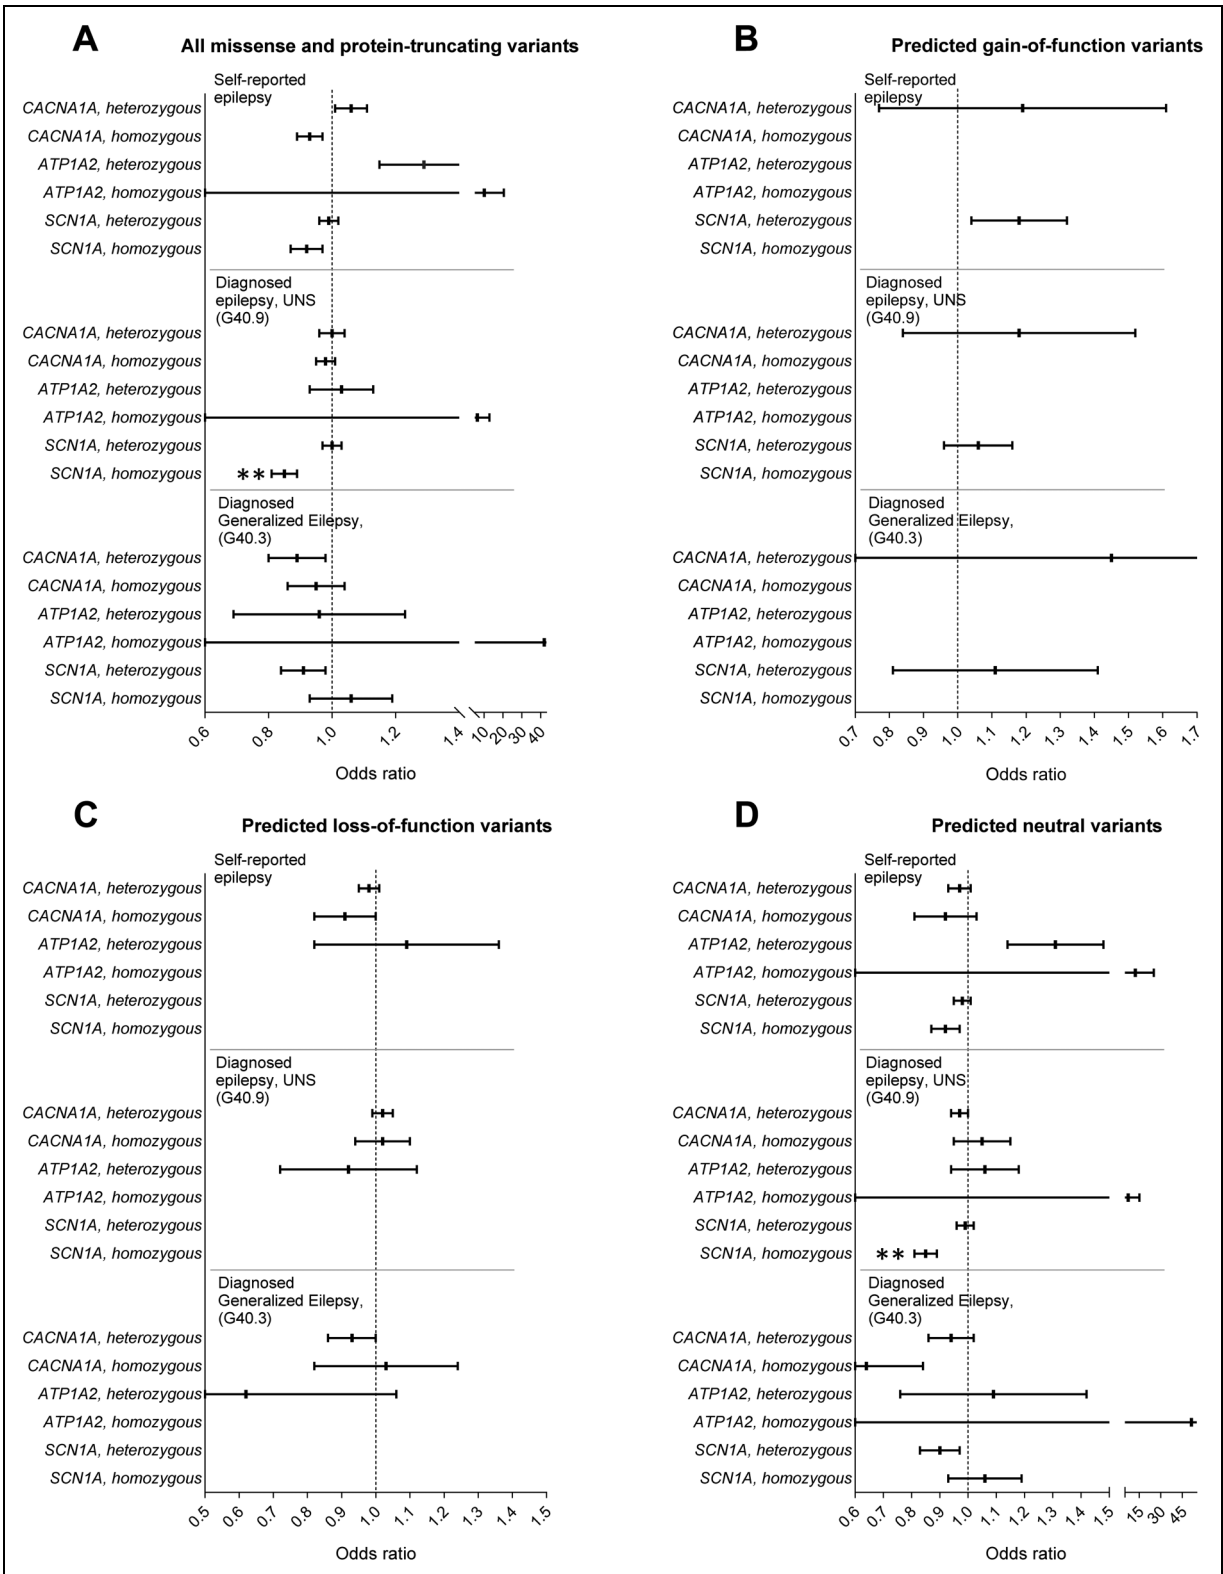 A
All missense and protein-truncating variants
Self-reported
epilepsy
CACNA1A, heterozygous
CACNA1A, homozygous
ATP1A2, heterozygous
ATP1A2, homozygous
SCN1A, heterozygous
SCN1A, homozygous
Diagnosed
epilepsy, UNS
(G40.9)
CACNA1A, heterozygous
CACNA1A, homozygous
ATP1A2, heterozygous
ATP1A2, homozygous
SCN1A, heterozygous
SCN1A, homozygous
**
Diagnosed
Generalized Eilepsy,
(G40.3)
CACNA1A, heterozygous
CACNA1A, homozygous
ATP1A2, heterozygous
ATP1A2, homozygous
SCN1A, heterozygous
SCN1A, homozygous
0.6 0.8 1.0 1.2 1.4 10 20 30 40
Odds ratio
B
Predicted gain-of-function variants
Self-reported
epilepsy
CACNA1A, heterozygous
CACNA1A, homozygous
ATP1A2, heterozygous
ATP1A2, homozygous
SCN1A, heterozygous
SCN1A, homozygous
Diagnosed
epilepsy, UNS
(G40.9)
CACNA1A, heterozygous
CACNA1A, homozygous
ATP1A2, heterozygous
ATP1A2, homozygous
SCN1A, heterozygous
SCN1A, homozygous
Diagnosed
Generalized Eilepsy,
(G40.3)
CACNA1A, heterozygous
CACNA1A, homozygous
ATP1A2, heterozygous
ATP1A2, homozygous
SCN1A, heterozygous
SCN1A, homozygous
0.7 0.8 0.9 1.0 1.1 1.2 1.3 1.4 1.5 1.6 1.7
Odds ratio
C
Predicted loss-of-function variants
Self-reported
epilepsy
CACNA1A, heterozygous
CACNA1A, homozygous
ATP1A2, heterozygous
ATP1A2, homozygous
SCN1A, heterozygous
SCN1A, homozygous
Diagnosed
epilepsy, UNS
(G40.9)
CACNA1A, heterozygous
CACNA1A, homozygous
ATP1A2, heterozygous
ATP1A2, homozygous
SCN1A, heterozygous
SCN1A, homozygous
Diagnosed
Generalized Eilepsy,
(G40.3)
CACNA1A, heterozygous
CACNA1A, homozygous
ATP1A2, heterozygous
ATP1A2, homozygous
SCN1A, heterozygous
SCN1A, homozygous
0.5 0.6 0.7 0.8 0.9 1.0 1.1 1.2 1.3 1.4 1.5
Odds ratio
D
Predicted neutral variants
Self-reported
epilepsy
CACNA1A, heterozygous
CACNA1A, homozygous
ATP1A2, heterozygous
ATP1A2, homozygous
SCN1A, heterozygous
SCN1A, homozygous
Diagnosed
epilepsy, UNS
(G40.9)
CACNA1A, heterozygous
CACNA1A, homozygous
ATP1A2, heterozygous
ATP1A2, homozygous
SCN1A, heterozygous
SCN1A, homozygous
**
Diagnosed
Generalized Eilepsy,
(G40.3)
CACNA1A, heterozygous
CACNA1A, homozygous
ATP1A2, heterozygous
ATP1A2, homozygous
SCN1A, heterozygous
SCN1A, homozygous
0.6 0.7 0.8 0.9 1.0 1.1 1.2 1.3 1.4 1.5 15 30 45
Odds ratio